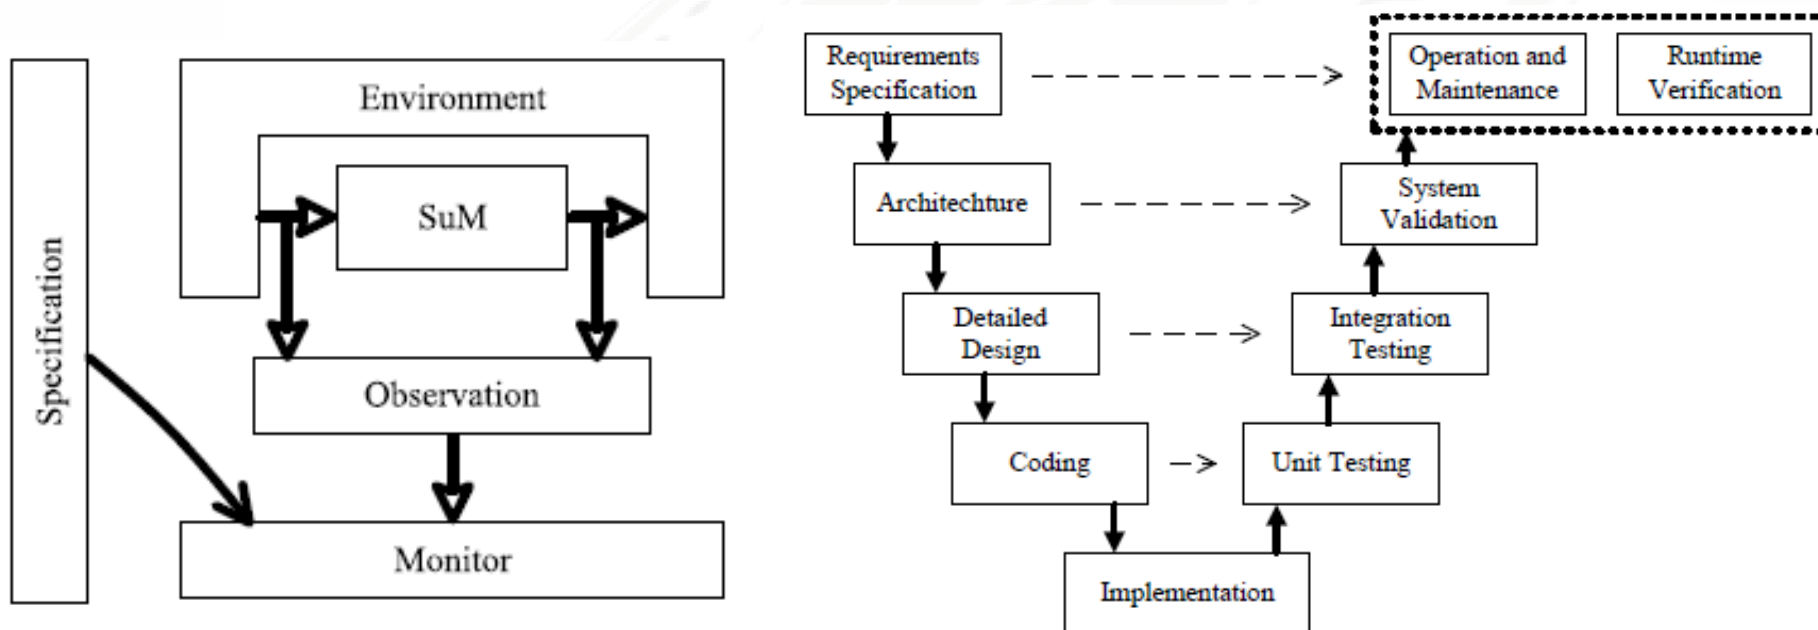 Specification
Environment
SuM
Observation
Monitor
Requirements
Specification
Operation and
Maintenance
Runtime
Verification
Architechture
System
Validation
Detailed
Design
Integration
Testing
Coding
Unit Testing
Implementation